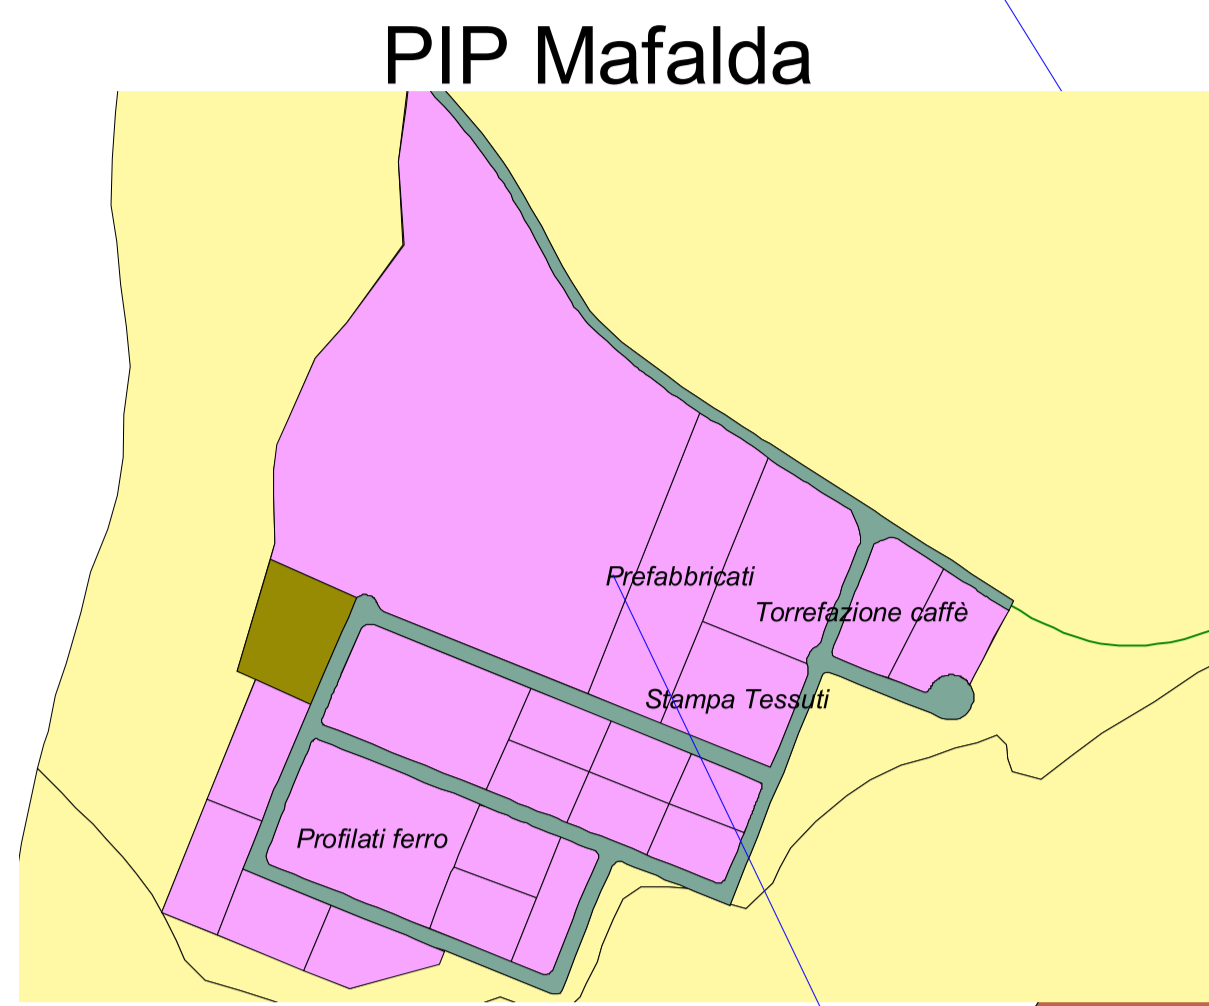 PIP Mafalda
Prefabbricati
Torrefazione caffè
Stampa Tessuti
Profilati ferro